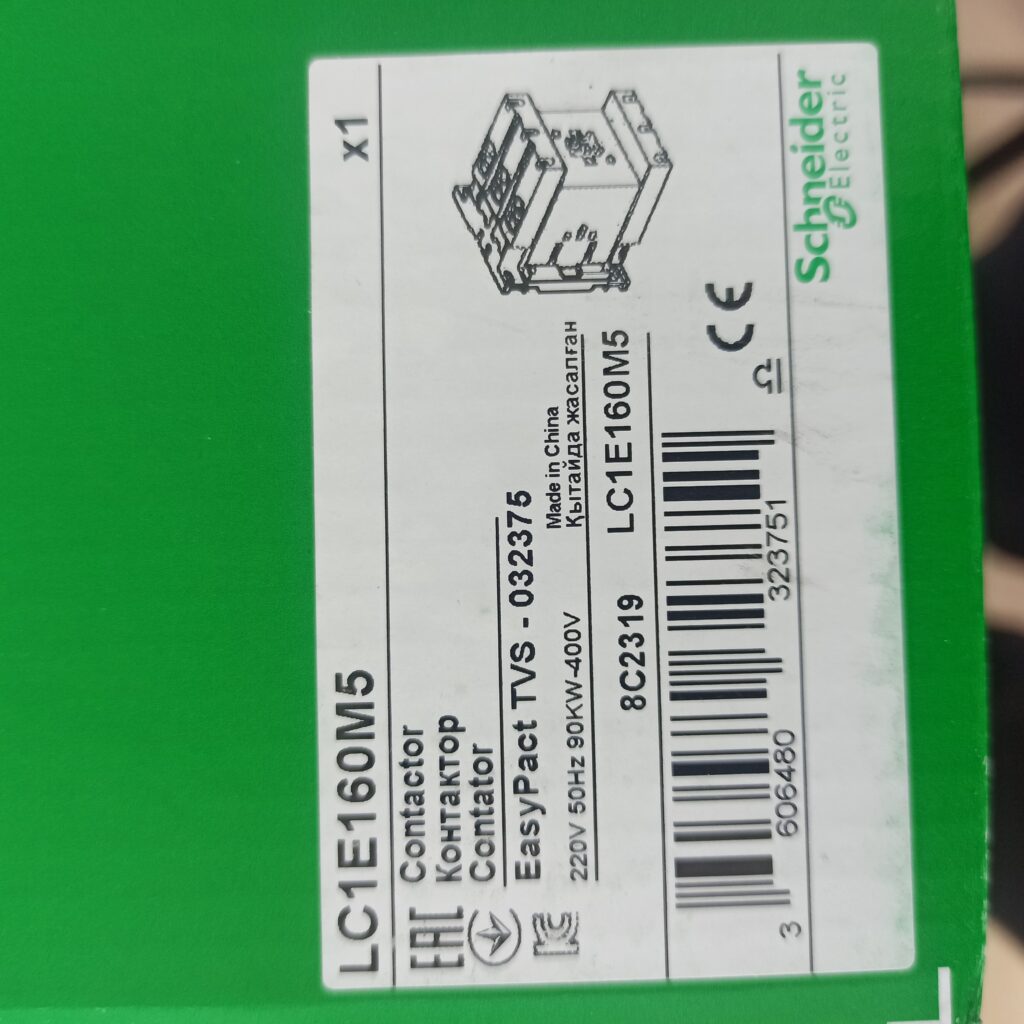 LC1E160M5 X1
EAC
Contactor
Контактор
Contator
EasyPact TVS - 032375
Made in China
220V 50Hz 90KW-400V Қытайда жасалған
8C2319 LC1E160M5
3 606480 323751
CE
Schneider
Electric